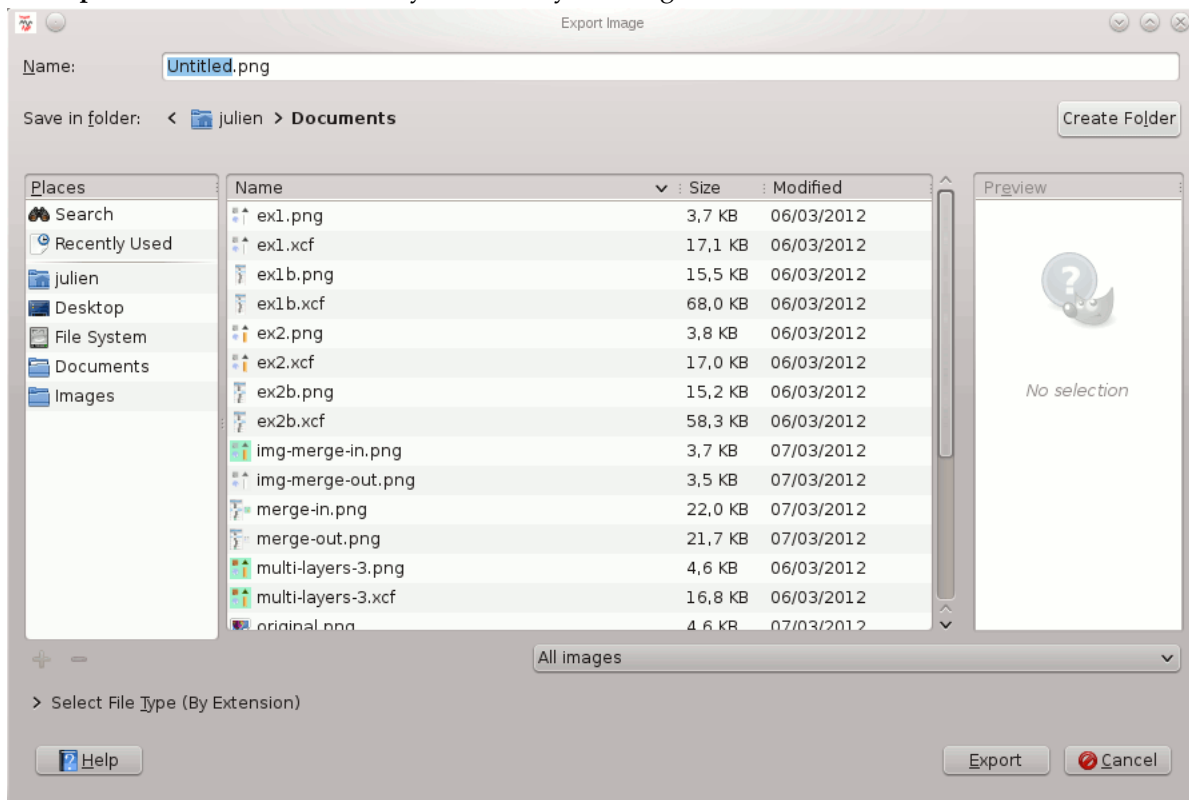 Export Image
Name: Untitled.png
Save in folder: < julien > Documents
Create Folder
Places
Search
Recently Used
julien
Desktop
File System
Documents
Images
Name Size Modified
ex1.png 3,7 KB 06/03/2012
ex1.xcf 17,1 KB 06/03/2012
ex1b.png 15,5 KB 06/03/2012
ex1b.xcf 68,0 KB 06/03/2012
ex2.png 3,8 KB 06/03/2012
ex2.xcf 17,0 KB 06/03/2012
ex2b.png 15,2 KB 06/03/2012
ex2b.xcf 58,3 KB 06/03/2012
img-merge-in.png 3,7 KB 07/03/2012
img-merge-out.png 3,5 KB 07/03/2012
merge-in.png 22,0 KB 07/03/2012
merge-out.png 21,7 KB 07/03/2012
multi-layers-3.png 4,6 KB 06/03/2012
multi-layers-3.xcf 16,8 KB 06/03/2012
original.png 4,6 KB 07/03/2012
Preview
No selection
All images
> Select File Type (By Extension)
Help
Export
Cancel